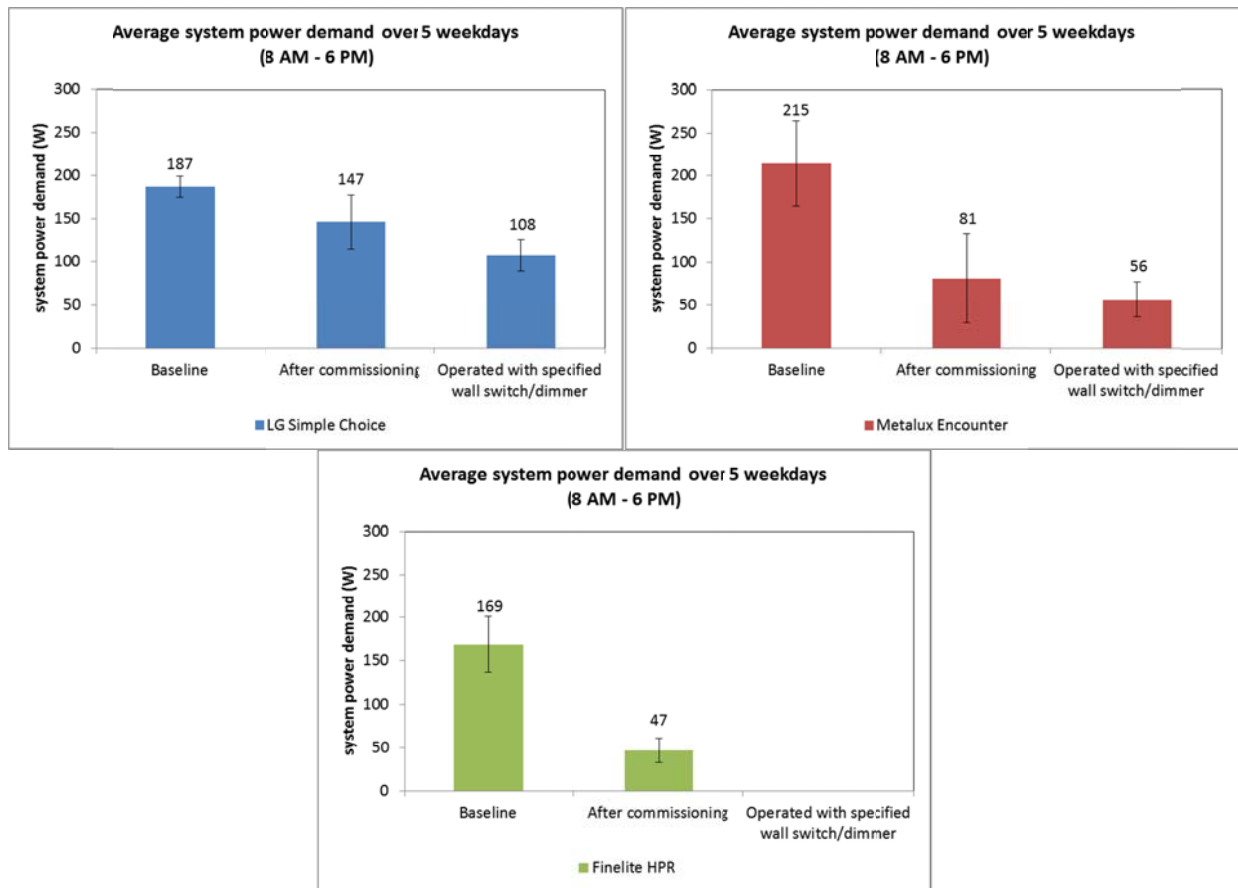 Average system power demand over 5 weekdays
(8 AM - 6 PM)
system power demand (W)
300
250
200
150
100
50
0
187
147
108
Baseline
After commissioning
Operated with specified
wall switch/dimmer
LG Simple Choice
Average system power demand over 5 weekdays
(8 AM - 6 PM)
system power demand (W)
300
250
200
150
100
50
0
215
81
56
Baseline
After commissioning
Operated with specified
wall switch/dimmer
Metalux Encounter
Average system power demand over 5 weekdays
(8 AM - 6 PM)
system power demand (W)
300
250
200
150
100
50
0
169
47
Baseline
After commissioning
Operated with specified
wall switch/dimmer
Finelite HPR